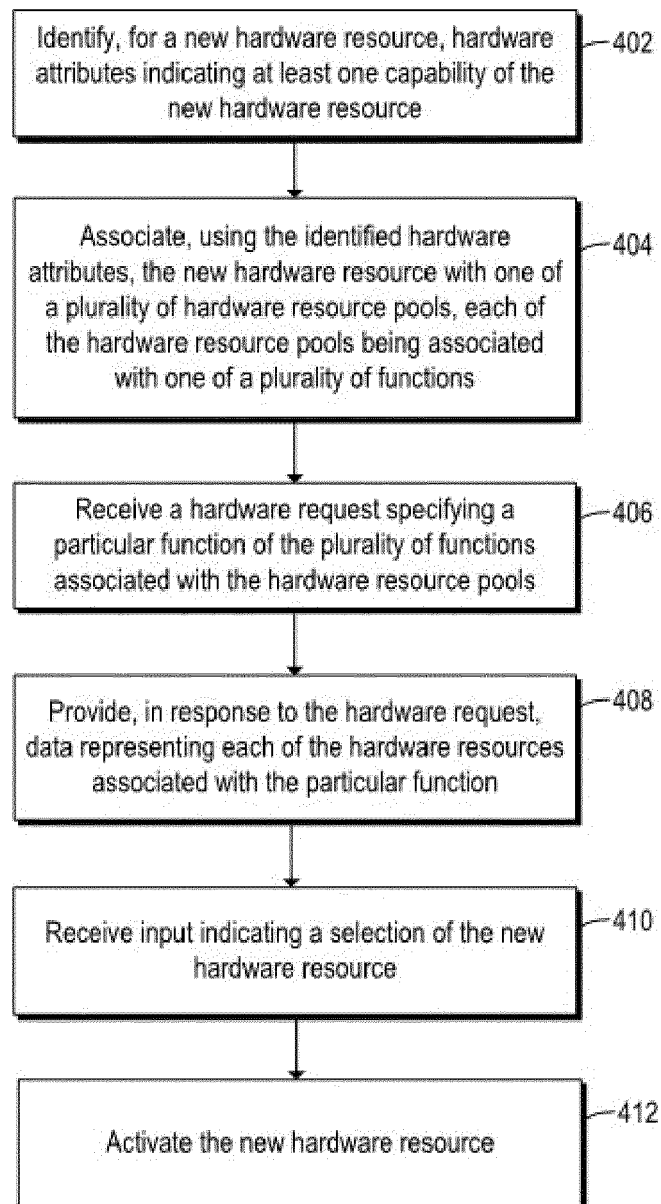 Identify, for a new hardware resource, hardware
attributes indicating at least one capability of the
new hardware resource
402
Associate, using the identified hardware
attributes, the new hardware resource with one of
a plurality of hardware resource pools, each of
the hardware resource pools being associated
with one of a plurality of functions
404
Receive a hardware request specifying a
particular function of the plurality of functions
associated with the hardware resource pools
406
Provide, in response to the hardware request,
data representing each of the hardware resources
associated with the particular function
408
Receive input indicating a selection of the new
hardware resource
410
Activate the new hardware resource
412